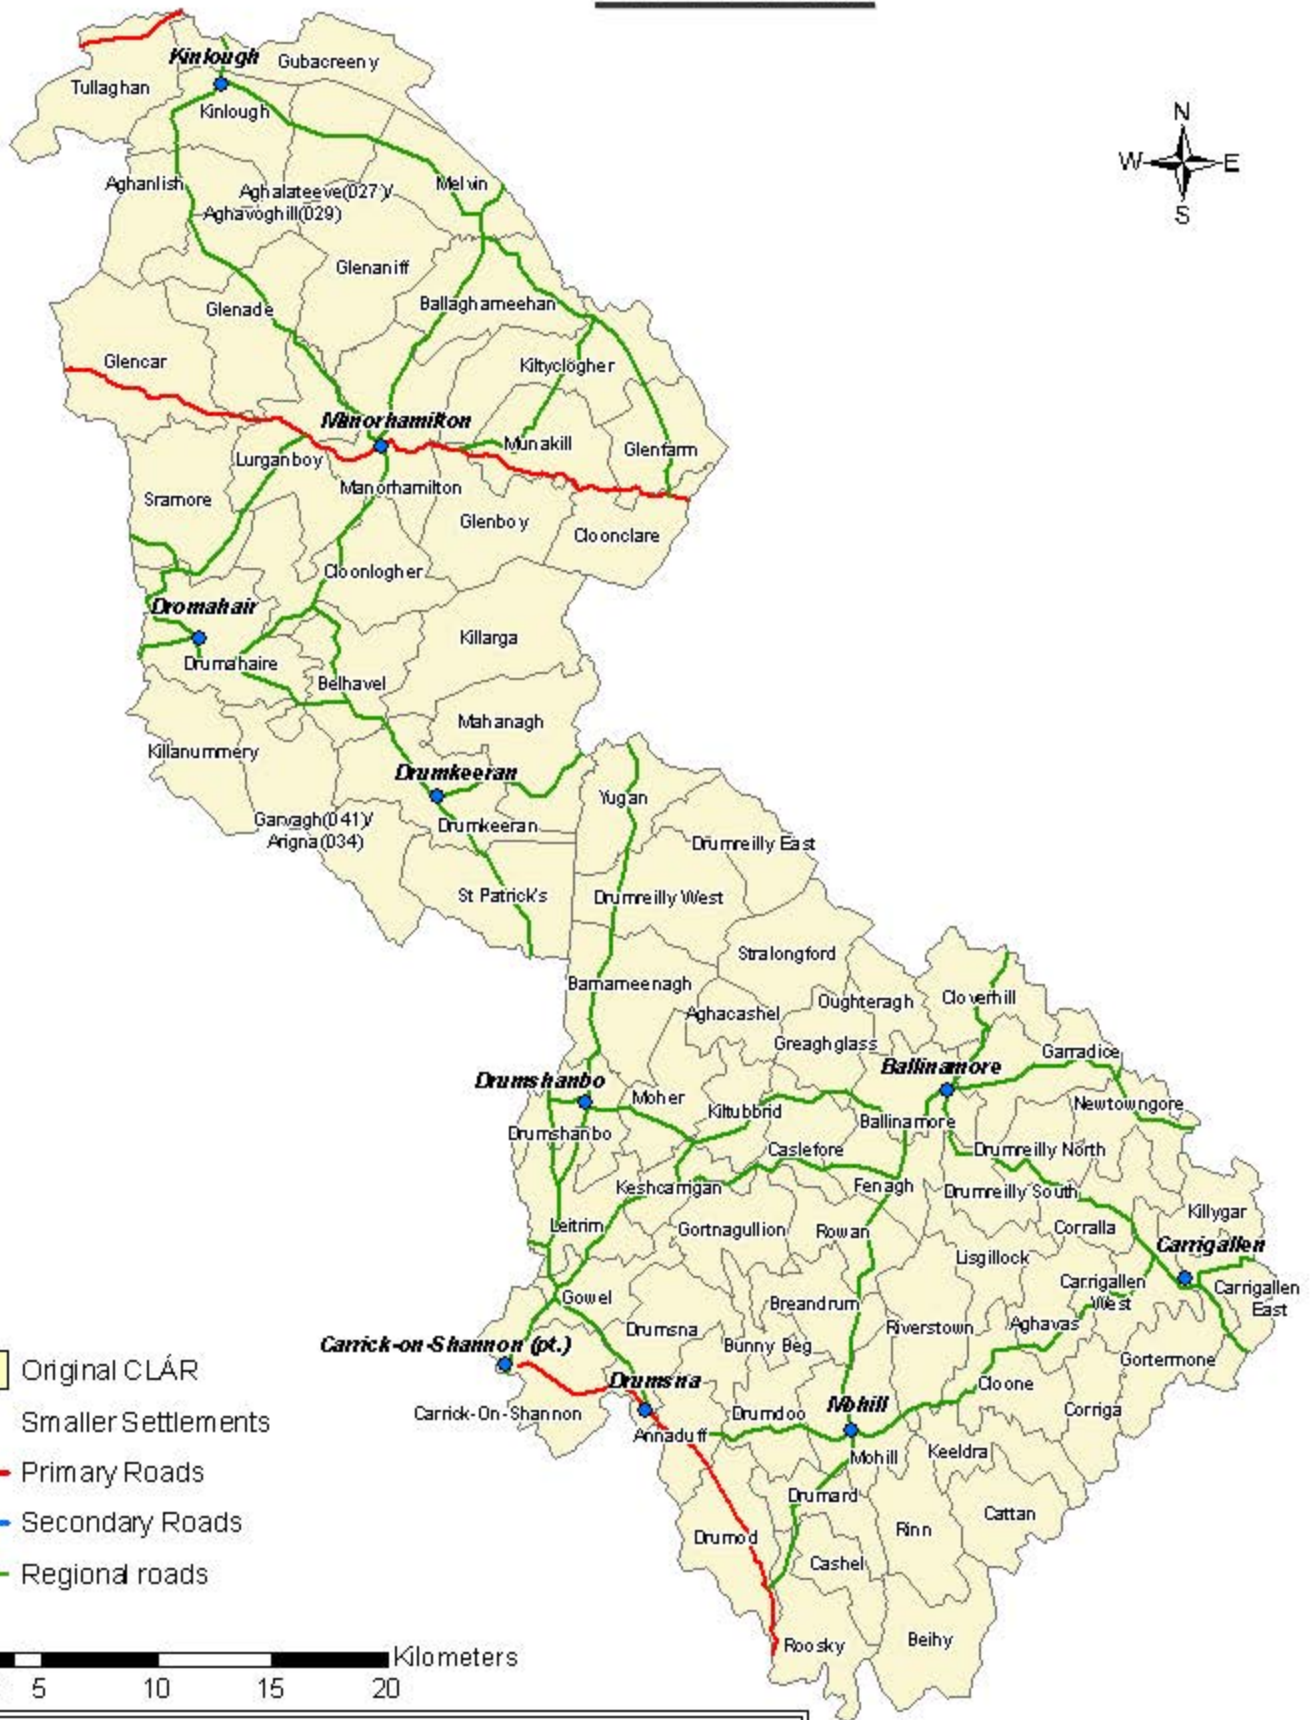 Kinlough
Gubacreeny
Tullaghan
Kinlough
N
W
E
S
Aghanlish
Aghalateeve(027)/
Aghavoghill(029)
Melvin
Glenaniff
Glenade
Ballaghameehan
Glencar
Kiltyclogher
Manorhamilton
Lurganboy
Munakill
Glenfarm
Sramore
Manorhamilton
Glenboy
Cloonclare
Cloonlogher
Dromahair
Killarga
Drumahaire
Belhavel
Mahanagh
Killanummery
Drumkeeran
Yugan
Garvagh(041)/
Arigna(034)
Drumkeeran
Drumreilly East
St Patrick's
Drumreilly West
Stralongford
Barnameenagh
Oughteragh
Cloverhill
Aghacashel
Greaghglass
Garradice
Ballinamore
Drumshanbo
Moher
Kiltubbrid
Newtowngore
Ballinamore
Drumshanbo
Caslefore
Drumreilly North
Keshcarrigan
Fenagh
Drumreilly South
Killygar
Leitrim
Gortnagullion
Rowan
Corralla
Carrigallen
Lisgillock
Carrigallen
West
Carrigallen
East
Gowel
Breandrum
Drumsna
Bunny Beg
Riverstown
Aghavas
Carrick-on-Shannon (pt.)
Gortermone
Original CLÁR
Drumsna
Cloone
Mohill
Carrick-On-Shannon
Drumdoo
Corriga
Smaller Settlements
Annaduff
Mohill
Keeldra
Primary Roads
Drumard
Cattan
Secondary Roads
Drumod
Rinn
Cashel
Regional roads
Roosky
Beihy
Kilometers
5 10 15 20